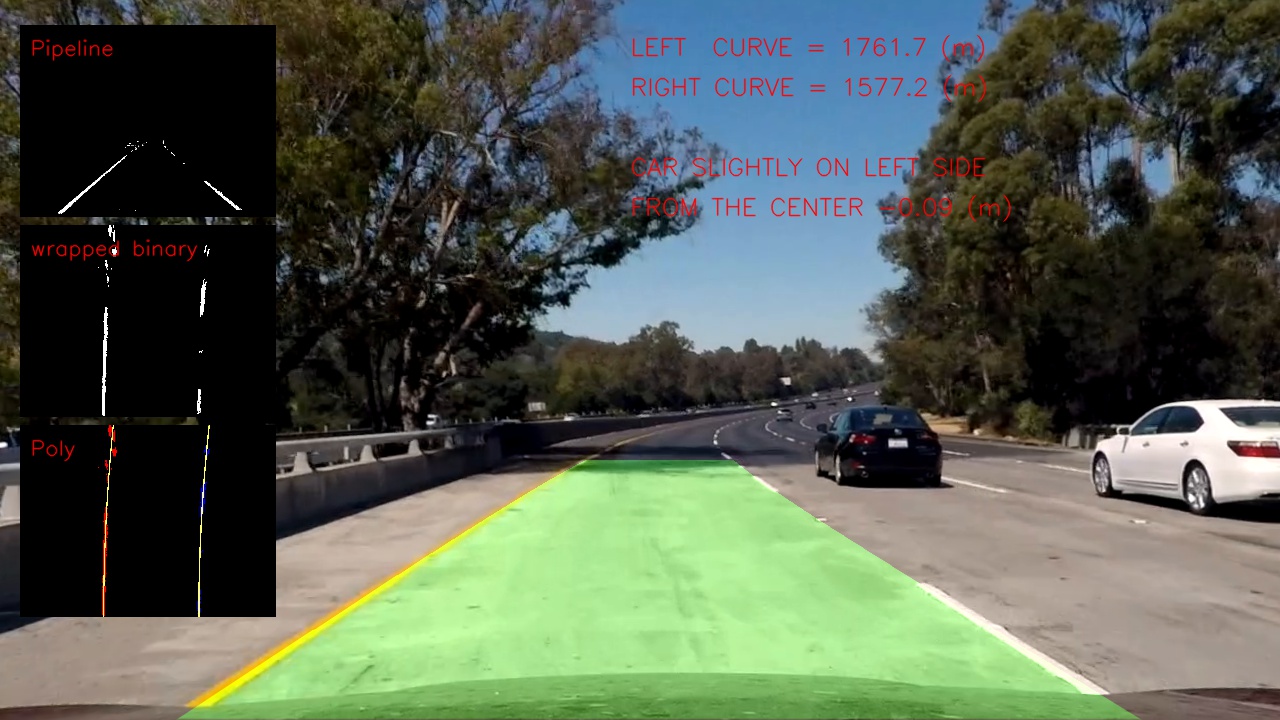 Pipeline
wrapped binary
Poly
LEFT CURVE = 1761.7 (m)
RIGHT CURVE = 1577.2 (m)
CAR SLIGHTLY ON LEFT SIDE
FROM THE CENTER -0.09 (m)